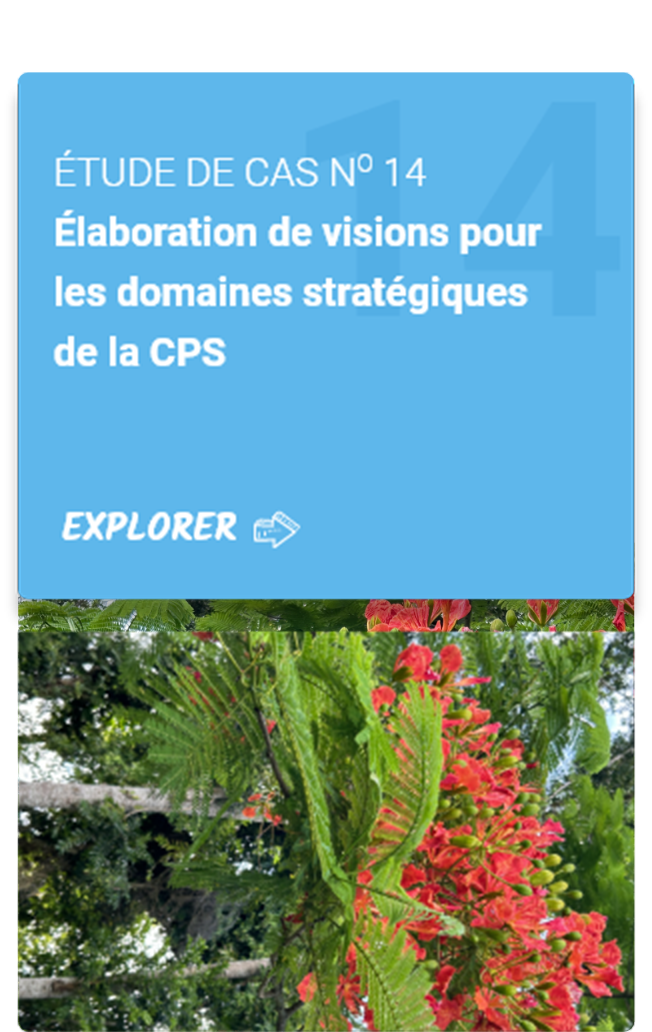 14
ÉTUDE DE CAS Nº 14
Élaboration de visions pour
les domaines stratégiques
de la CPS
EXPLORER